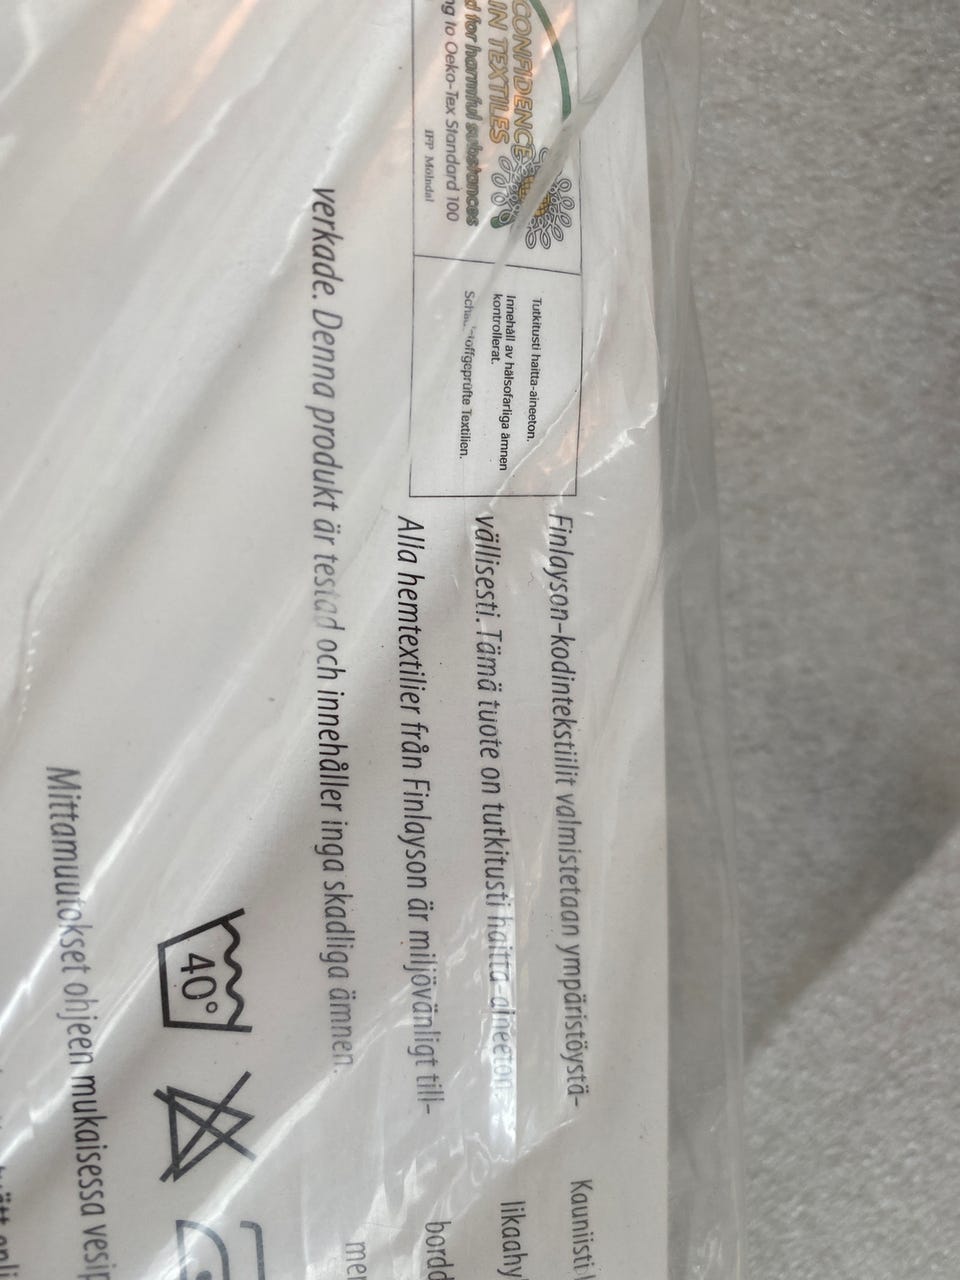 CONFIDENCE
IN TEXTILES
for harmful substances
to Oeko-Tex Standard 100
IFP Mölndal
Tutkitusti haitta-aineeton.
Innehåll av hälsofarliga ämnen
kontrollerat.
Schadstoffgeprüfte Textilien.
Finlayson-kodintekstiilit valmistetaan ympäristöystä-
vällisesti. Tämä tuote on tutkitusti haitta-aineeton.
Alla hemtextilier från Finlayson är miljövänligt till-
verkade. Denna produkt är testad och innehåller inga skadliga ämnen.
Kauniisti
likaahy
bordd
mer
40°
Mittamuutokset ohjeen mukaisessa vesip